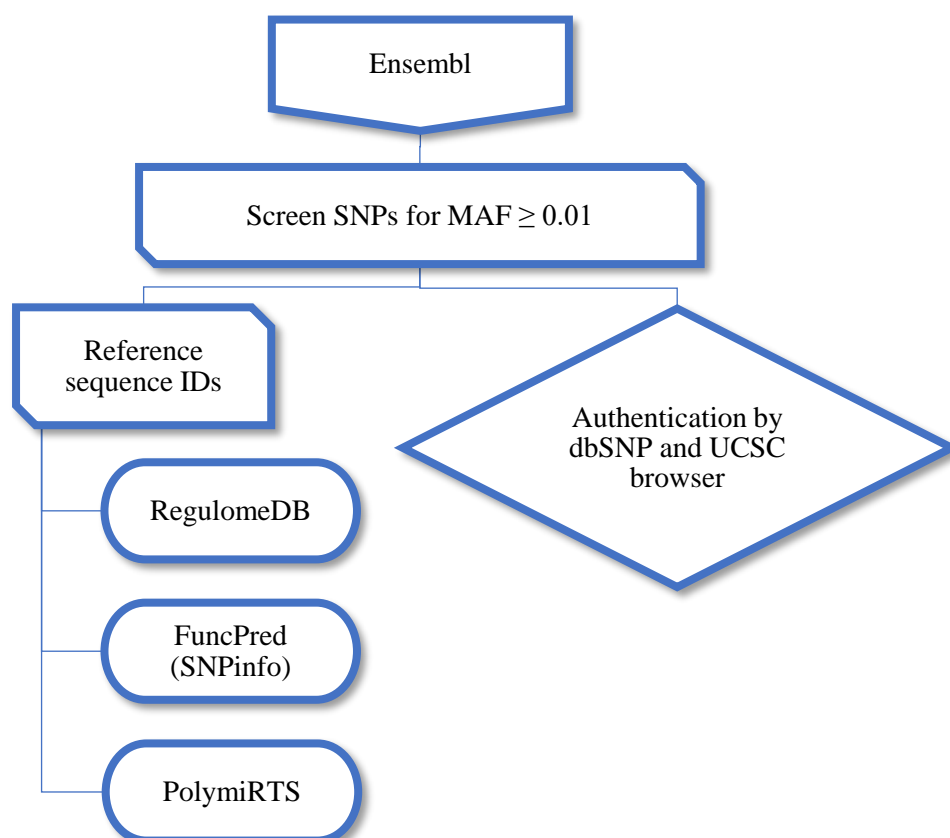 Ensembl
Screen SNPs for MAF ≥ 0.01
Reference
sequence IDs
Authentication by
dbSNP and UCSC
browser
RegulomeDB
FuncPred
(SNPinfo)
PolymiRTS